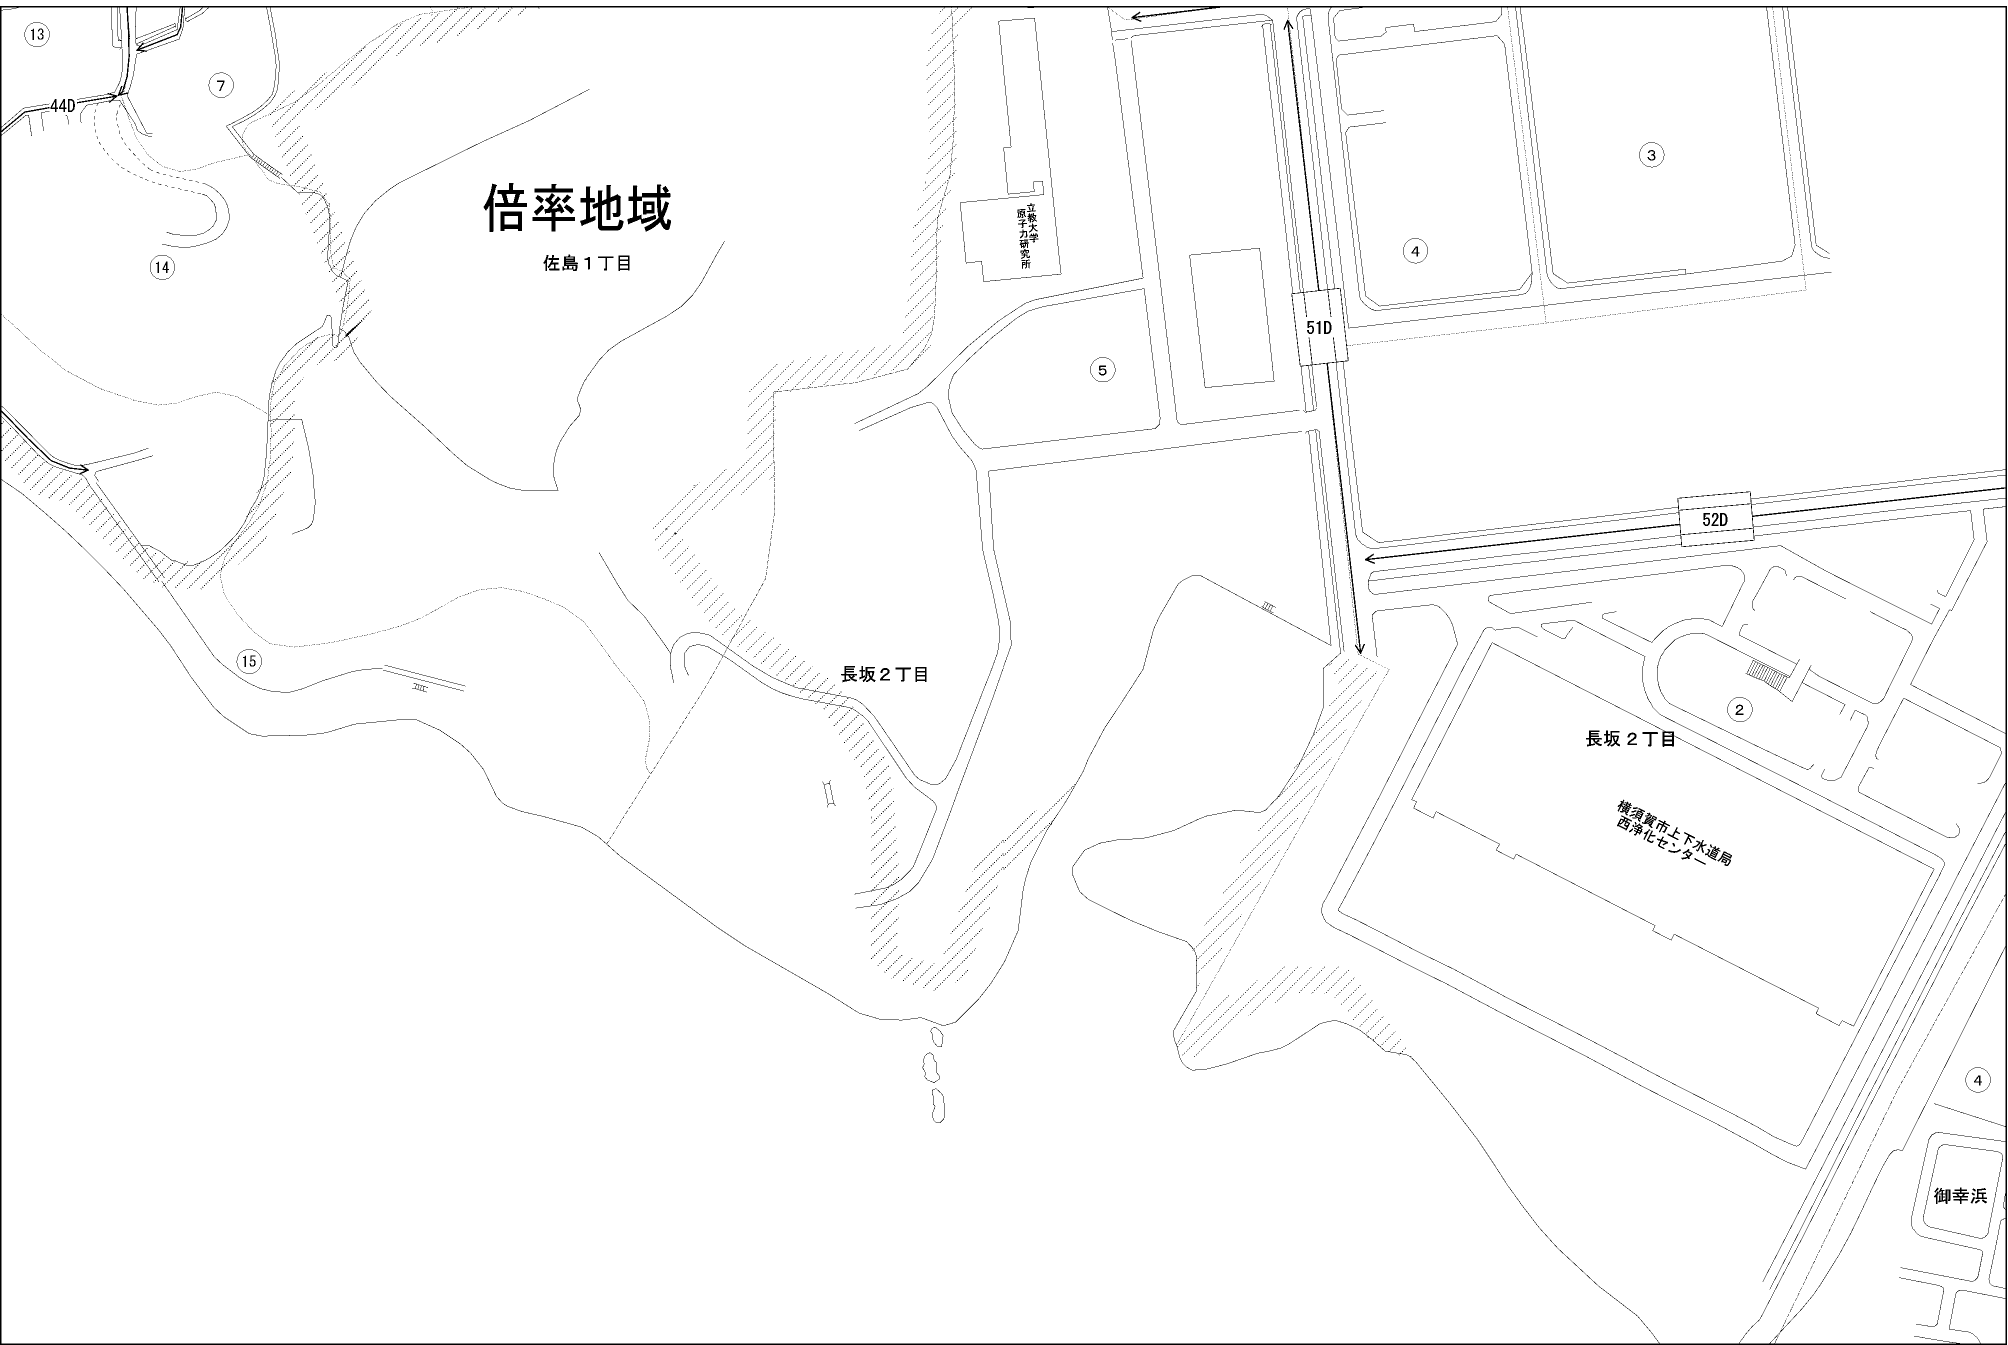 13
7
44D
3
倍率地域
立教大学
原子力研究所
4
佐島１丁目
14
51D
5
52D
15
長坂２丁目
2
長坂２丁目
横須賀市上下水道局
西浄化センター
4
御幸浜